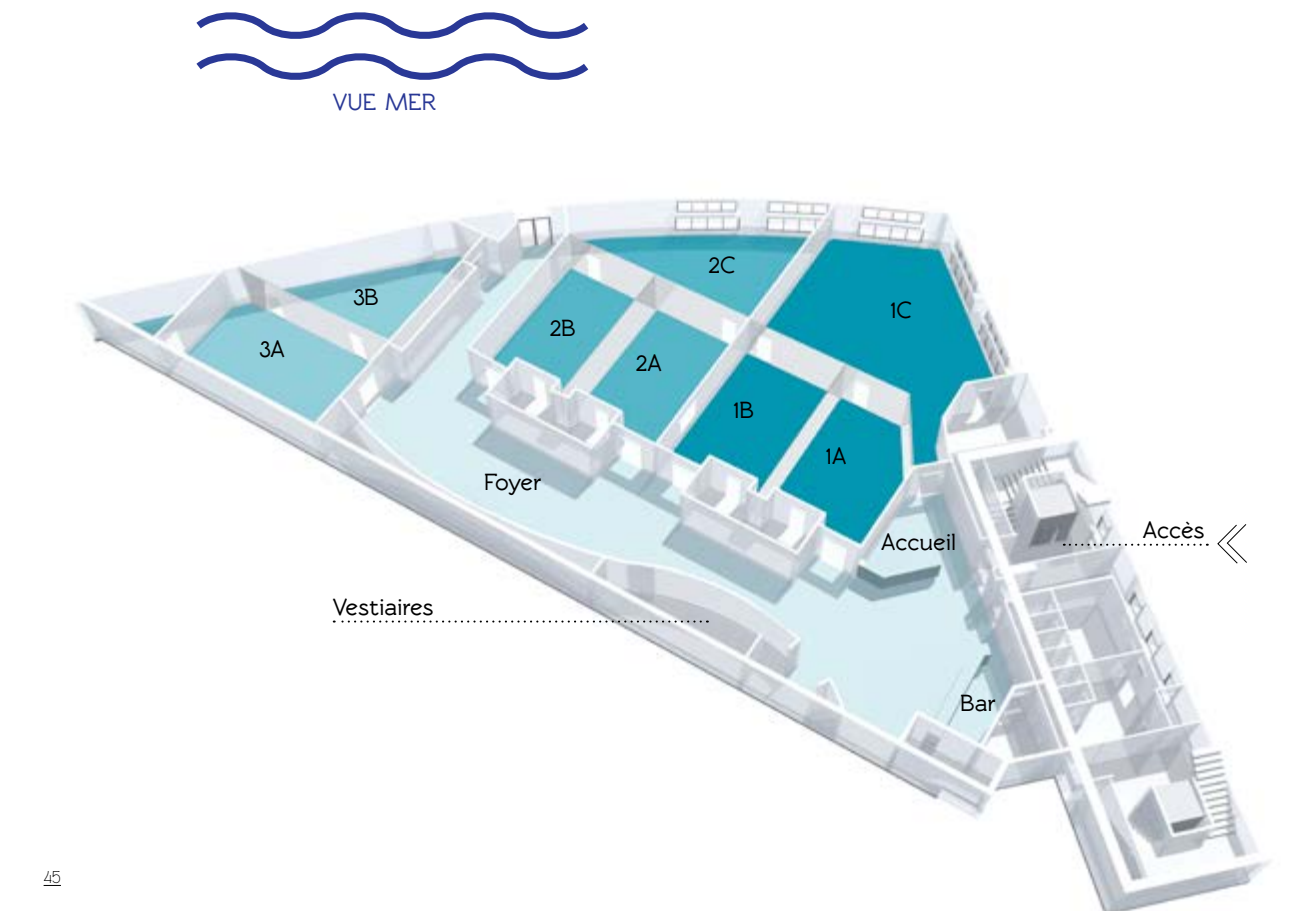 VUE MER
2C
3B
1C
2B
3A
2A
1B
1A
Foyer
Accès
Accueil
Vestiaires
Bar
45